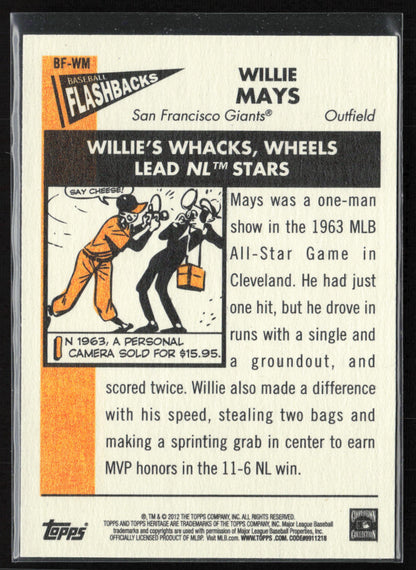 BF-WM
BASEBALL
FLASHBACKS
WILLIE
MAYS
San Francisco Giants® Outfield
WILLIE'S WHACKS, WHEELS
LEAD NL™ STARS
SAY CHEESE!
IN 1963, A PERSONAL
CAMERA SOLD FOR $15.95.
Mays was a one-man
show in the 1963 MLB
All-Star Game in
Cleveland. He had just
one hit, but he drove in
runs with a single and
a groundout, and
scored twice. Willie also made a difference
with his speed, stealing two bags and
making a sprinting grab in center to earn
MVP honors in the 11-6 NL win.
®, TM & © 2012 THE TOPPS COMPANY, INC. ALL RIGHTS RESERVED.
TOPPS AND TOPPS HERITAGE ARE TRADEMARKS OF THE TOPPS COMPANY, INC. Major League Baseball
trademarks and copyrights are used with permission of Major League Baseball Properties, Inc.
OFFICIALLY LICENSED PRODUCT OF MLBP. Visit MLB.com. WWW.TOPPS.COM. CODE#9911218
Topps
COOPERSTOWN
COLLECTION